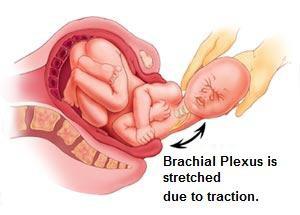 Brachial Plexus is
stretched
due to traction.